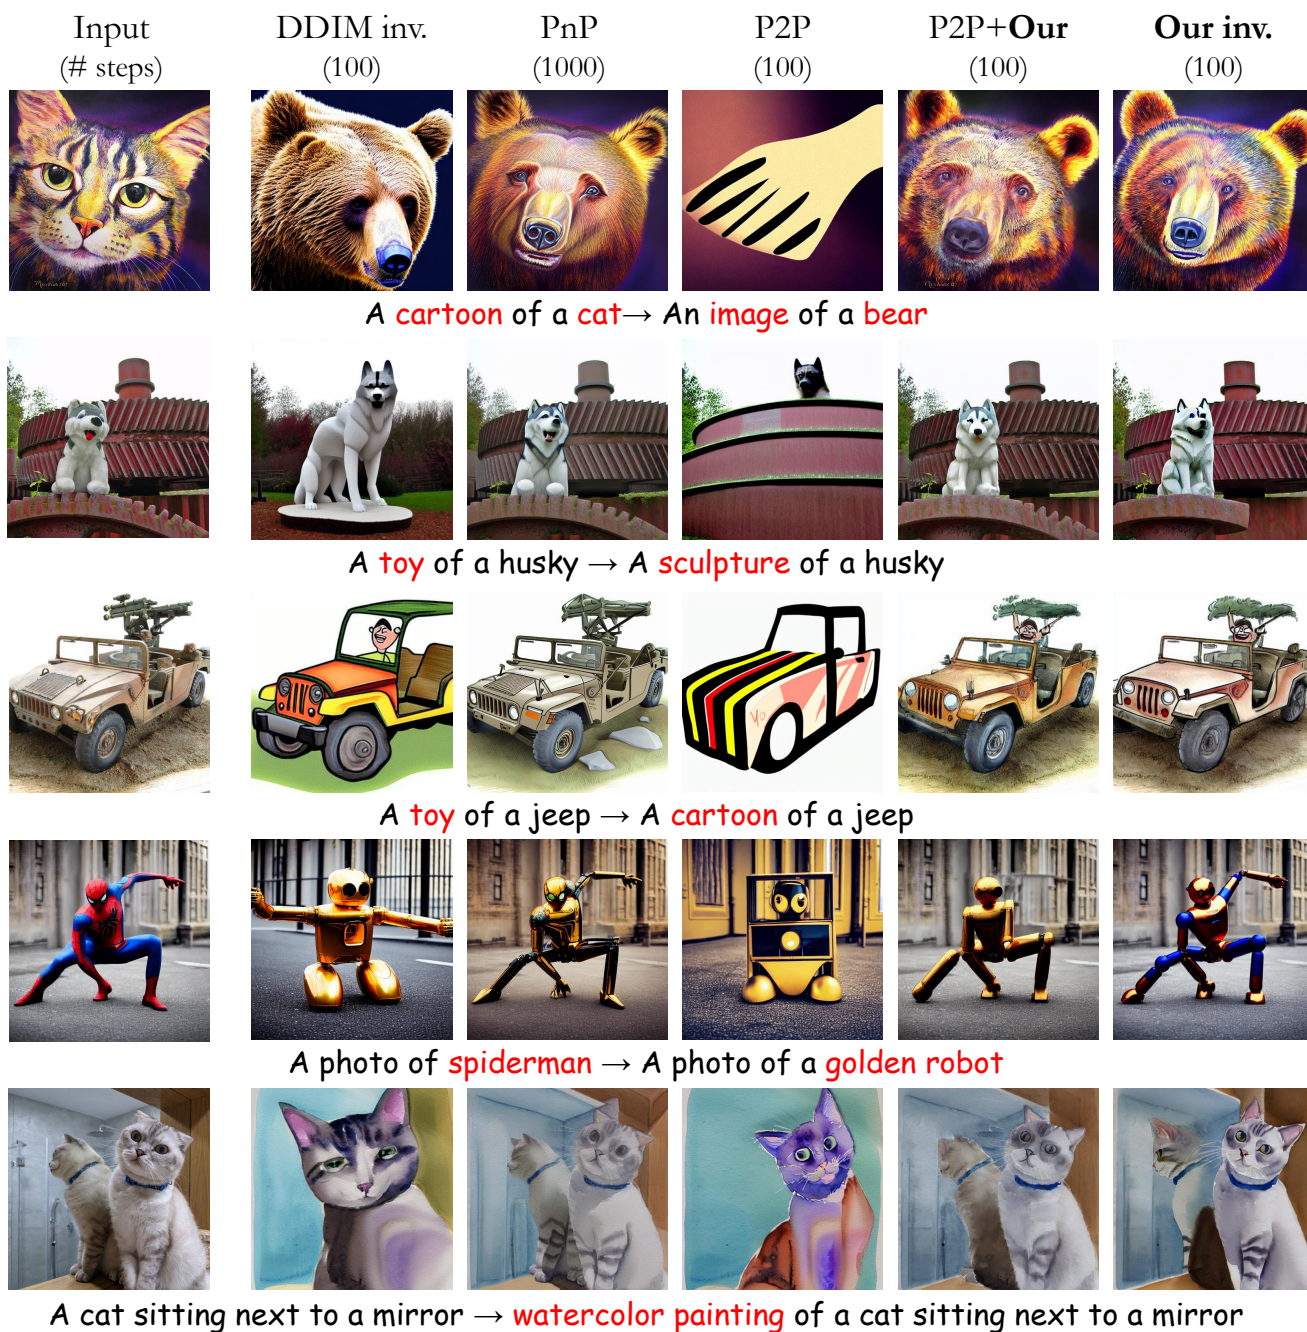 Input DDIM inv. PnP P2P P2P+Our Our inv.
(# steps) (100) (1000) (100) (100) (100)
A cartoon of a cat→ An image of a bear
A toy of a husky → A sculpture of a husky
A toy of a jeep → A cartoon of a jeep
A photo of spiderman → A photo of a golden robot
A cat sitting next to a mirror → watercolor painting of a cat sitting next to a mirror